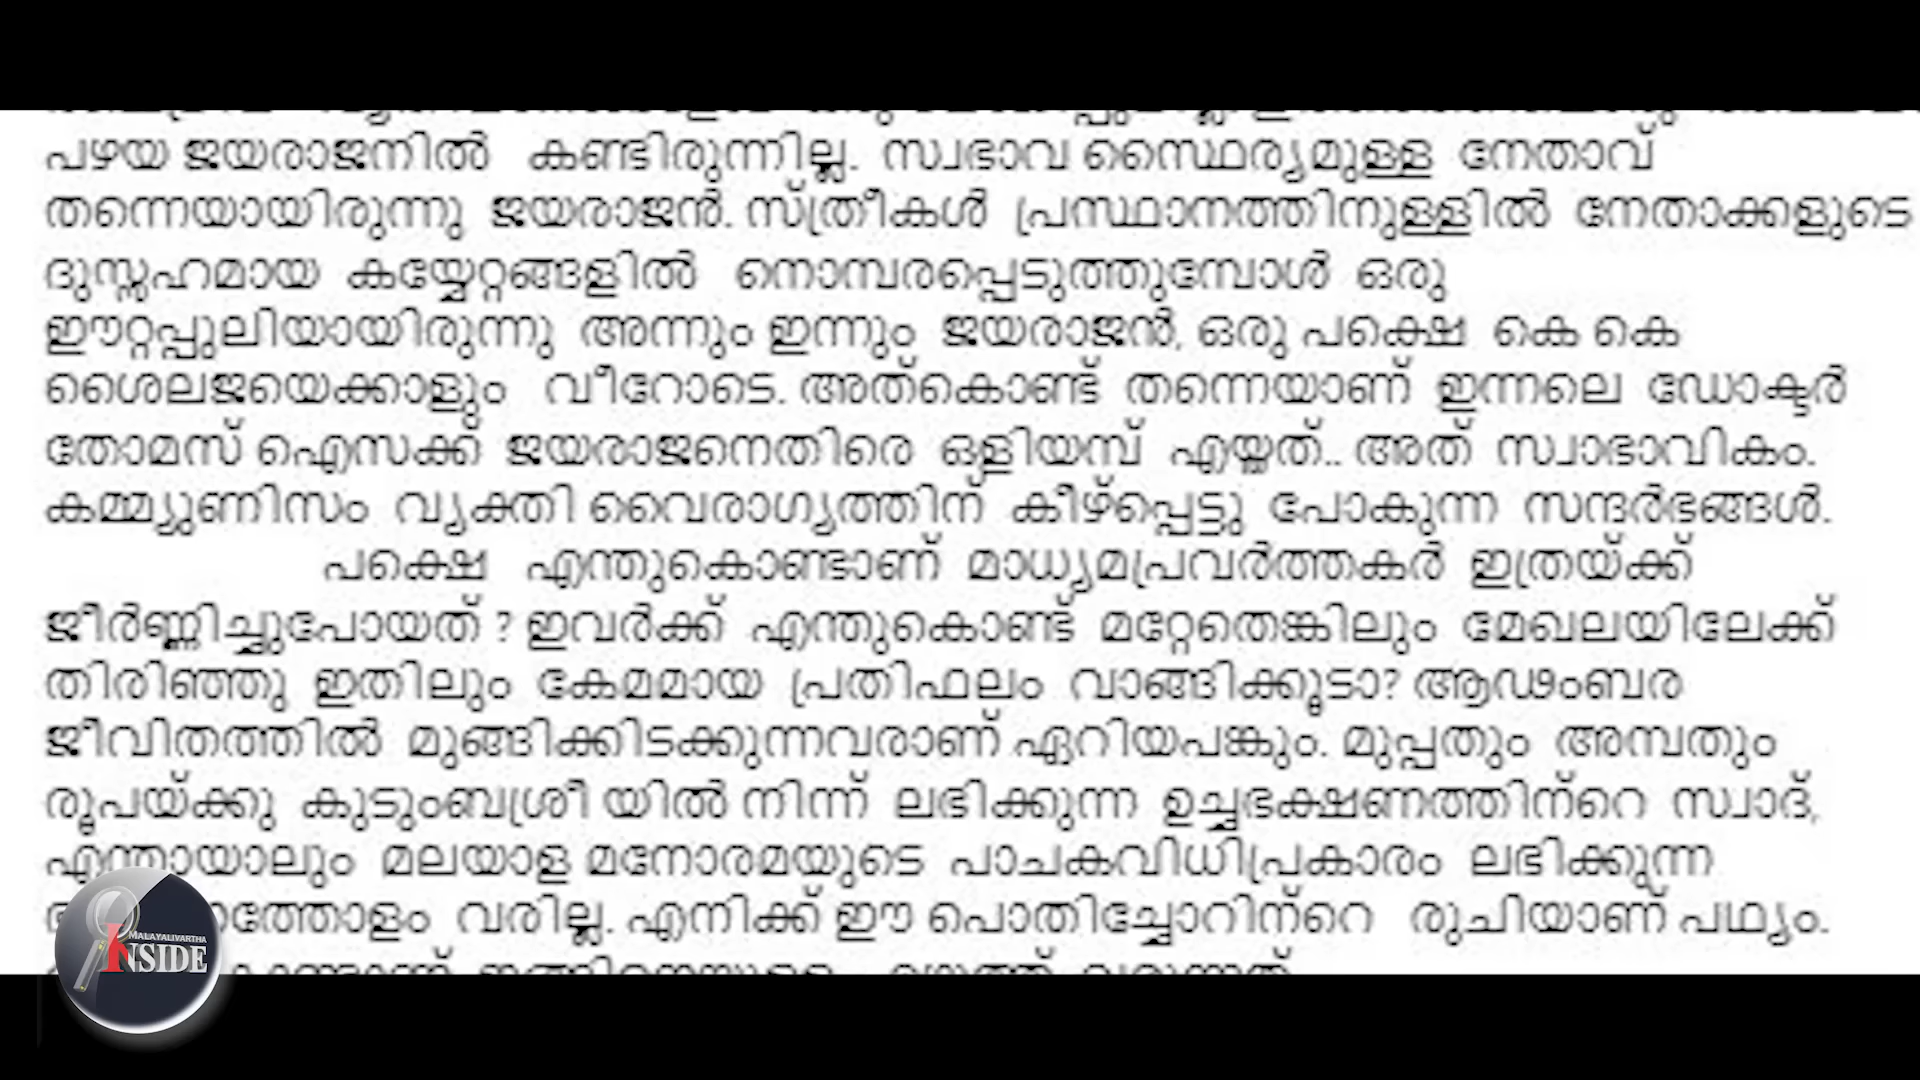 പഴയ ജയരാജനിൽ കണ്ടിരുന്നില്ല. സ്വഭാവ സ്ഥൈര്യമുള്ള നേതാവ്
തന്നെയായിരുന്നു ജയരാജൻ. സ്ത്രീകൾ പ്രസ്ഥാനത്തിനുള്ളിൽ നേതാക്കളുടെ
ദുസ്സഹമായ കയ്യേറ്റങ്ങളിൽ നൊമ്പരപ്പെടുത്തുമ്പോൾ ഒരു
ഈറ്റപ്പുലിയായിരുന്നു അന്നും ഇന്നും ജയരാജൻ, ഒരു പക്ഷെ കെ കെ
ശൈലജയെക്കാളും വീറോടെ. അത്കൊണ്ട് തന്നെയാണ് ഇന്നലെ ഡോക്ടർ
തോമസ് ഐസക്ക് ജയരാജനെതിരെ ഒളിയമ്പ് എയ്തത്.. അത് സ്വാഭാവികം.
കമ്മ്യുണിസം വ്യക്തി വൈരാഗ്യത്തിന് കീഴ്പ്പെട്ടു പോകുന്ന സന്ദർഭങ്ങൾ.
പക്ഷെ എന്തുകൊണ്ടാണ് മാധ്യമപ്രവർത്തകർ ഇത്രയ്ക്ക്
ജീർണ്ണിച്ചുപോയത് ? ഇവർക്ക് എന്തുകൊണ്ട് മറ്റേതെങ്കിലും മേഖലയിലേക്ക്
തിരിഞ്ഞു ഇതിലും കേമമായ പ്രതിഫലം വാങ്ങിക്കൂടാ? ആഢംബര
ജീവിതത്തിൽ മുങ്ങിക്കിടക്കുന്നവരാണ് ഏറിയപങ്കും. മുപ്പതും അമ്പതും
രൂപയ്ക്കു കുടുംബശ്രീ യിൽ നിന്ന് ലഭിക്കുന്ന ഉച്ചഭക്ഷണത്തിന്റെ സ്വാദ്,
എന്തായാലും മലയാള മനോരമയുടെ പാചകവിധിപ്രകാരം ലഭിക്കുന്ന
വരില്ല. എനിക്ക് ഈ പൊതിച്ചോറിന്റെ രുചിയാണ് പഥ്യം.
MALAYALIVARTHA
INSIDE